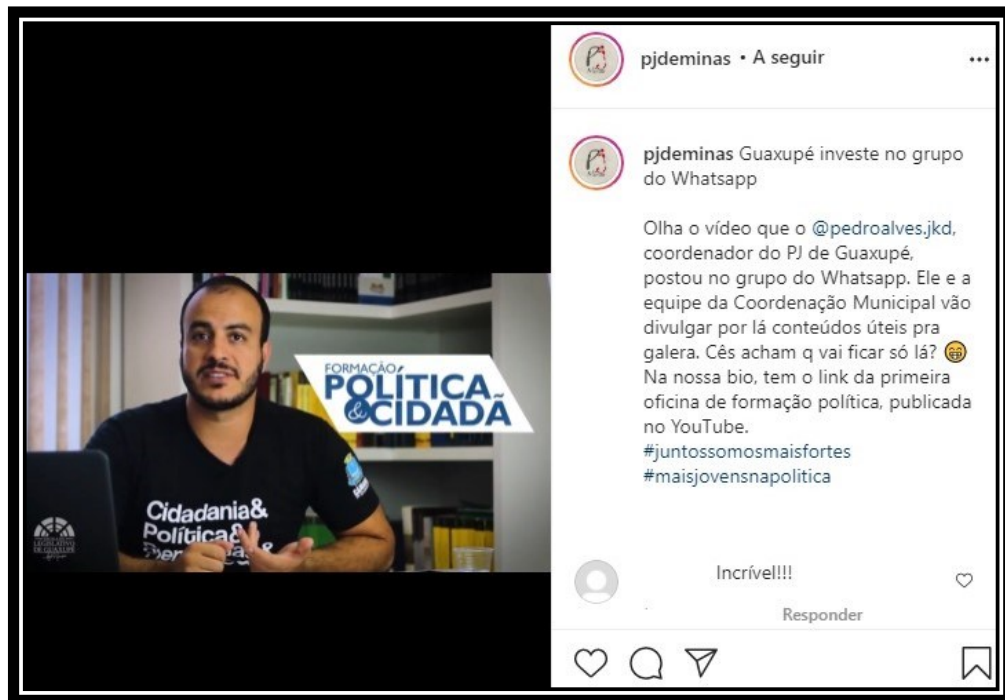 pjdeminas • A seguir
pjdeminas Guaxupé investe no grupo
do Whatsapp
Olha o vídeo que o @pedroalves.jkd,
coordenador do PJ de Guaxupé,
postou no grupo do Whatsapp. Ele e a
equipe da Coordenação Municipal vão
divulgar por lá conteúdos úteis pra
galera. Cês acham q vai ficar só lá? 😁
Na nossa bio, tem o link da primeira
oficina de formação política, publicada
no YouTube.
#juntossomosmaisfortes
#maisjovensnapolitica
Incrível!!!
Responder
FORMAÇÃO
POLÍTICA
&CIDADÃ
Cidadania&
Política&
LEGISLATIVO
DE GUAXUPÉ